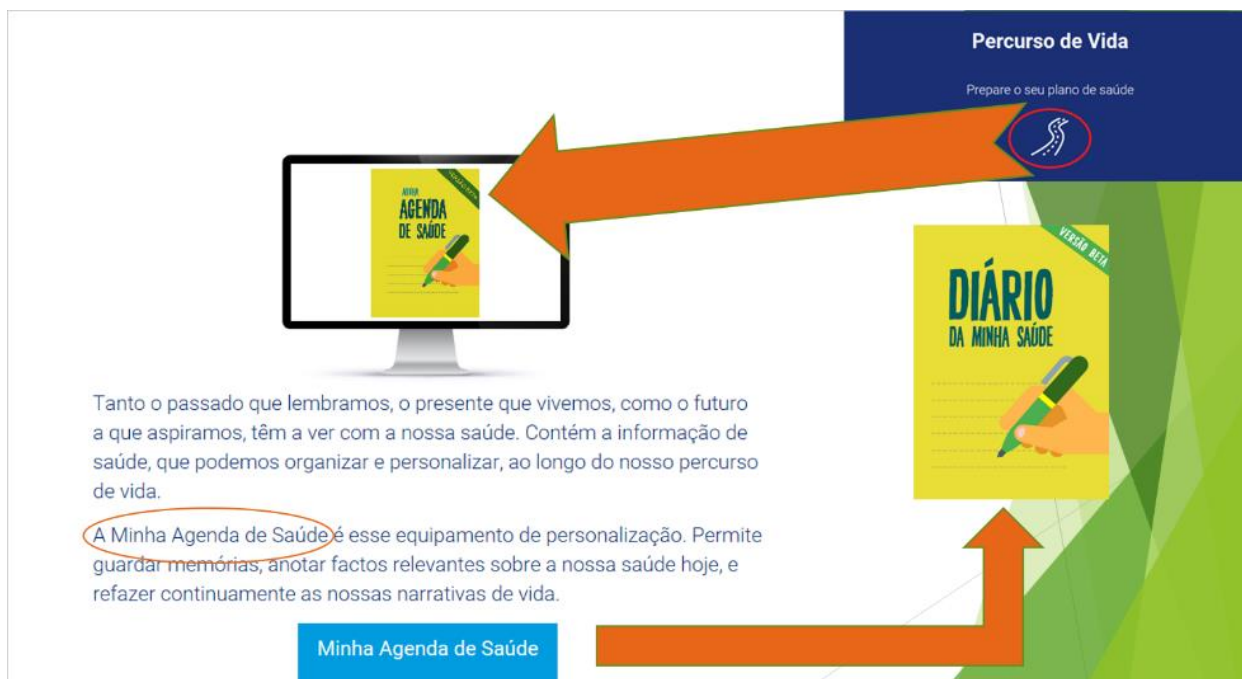 Percurso de Vida
Prepare o seu plano de saúde
MINHA
AGENDA
DE SAÚDE
VERSÃO BETA
DIÁRIO
DA MINHA SAÚDE
Tanto o passado que lembramos, o presente que vivemos, como o futuro
a que aspiramos, têm a ver com a nossa saúde. Contém a informação de
saúde, que podemos organizar e personalizar, ao longo do nosso percurso
de vida.
A Minha Agenda de Saúde é esse equipamento de personalização. Permite
guardar memórias, anotar factos relevantes sobre a nossa saúde hoje, e
refazer continuamente as nossas narrativas de vida.
Minha Agenda de Saúde